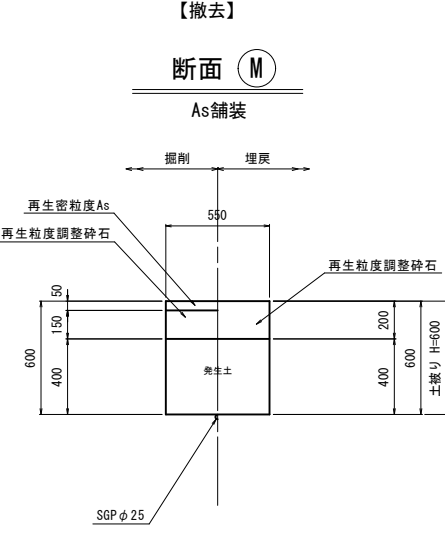 【撤去】
断面 M
As舗装
掘削 埋戻
再生密粒度As
550
再生粒度調整砕石
再生粒度調整砕石
50
150
200
600
400
発生土
400
600
土被り H=600
SGPφ25